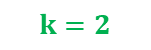 k = 2